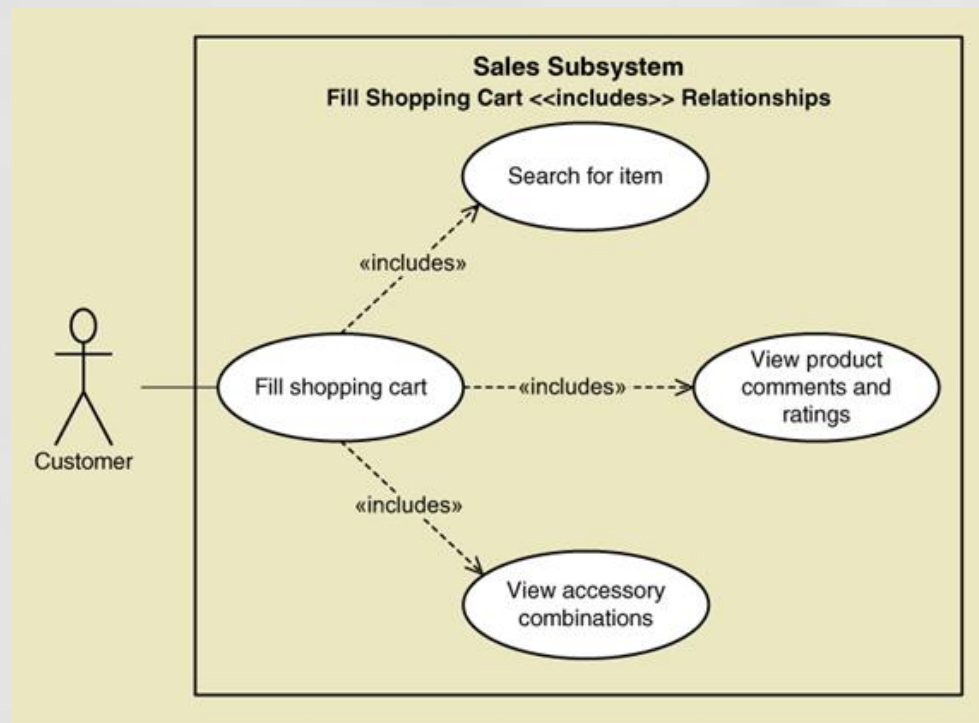 Sales Subsystem
Fill Shopping Cart <<includes>> Relationships
Search for item
«includes»
Fill shopping cart
«includes»
View product
comments and
ratings
Customer
«includes»
View accessory
combinations